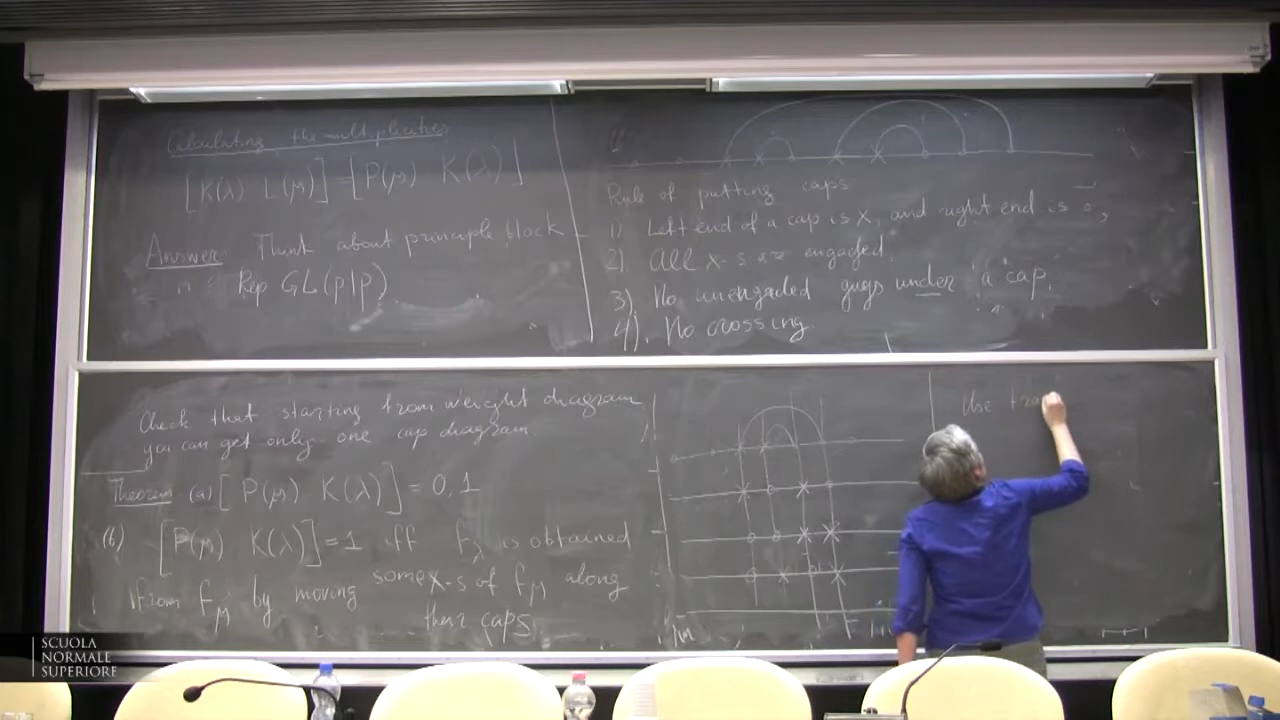 Calculating the multiplicities
[K(λ) L(μ)] = [P(μ) K(λ)]
Answer Think about principle block
Rep GL(p|p)
Rule of putting caps
1) Left end of a cap is x, and right end is o,
2) All x-s are engaged.
3). No unengaded guys under a cap,
4). No crossing.
Check that starting from weight diagram
you can get only one cap diagram.
Theorem (a) [P(μ) K(λ)] = 0, 1
(b) [P(μ) K(λ)] = 1 iff f_λ is obtained
from f_μ by moving some x-s of f_μ along
their caps
Use
SCUOLA
NORMALE
SUPERIORE